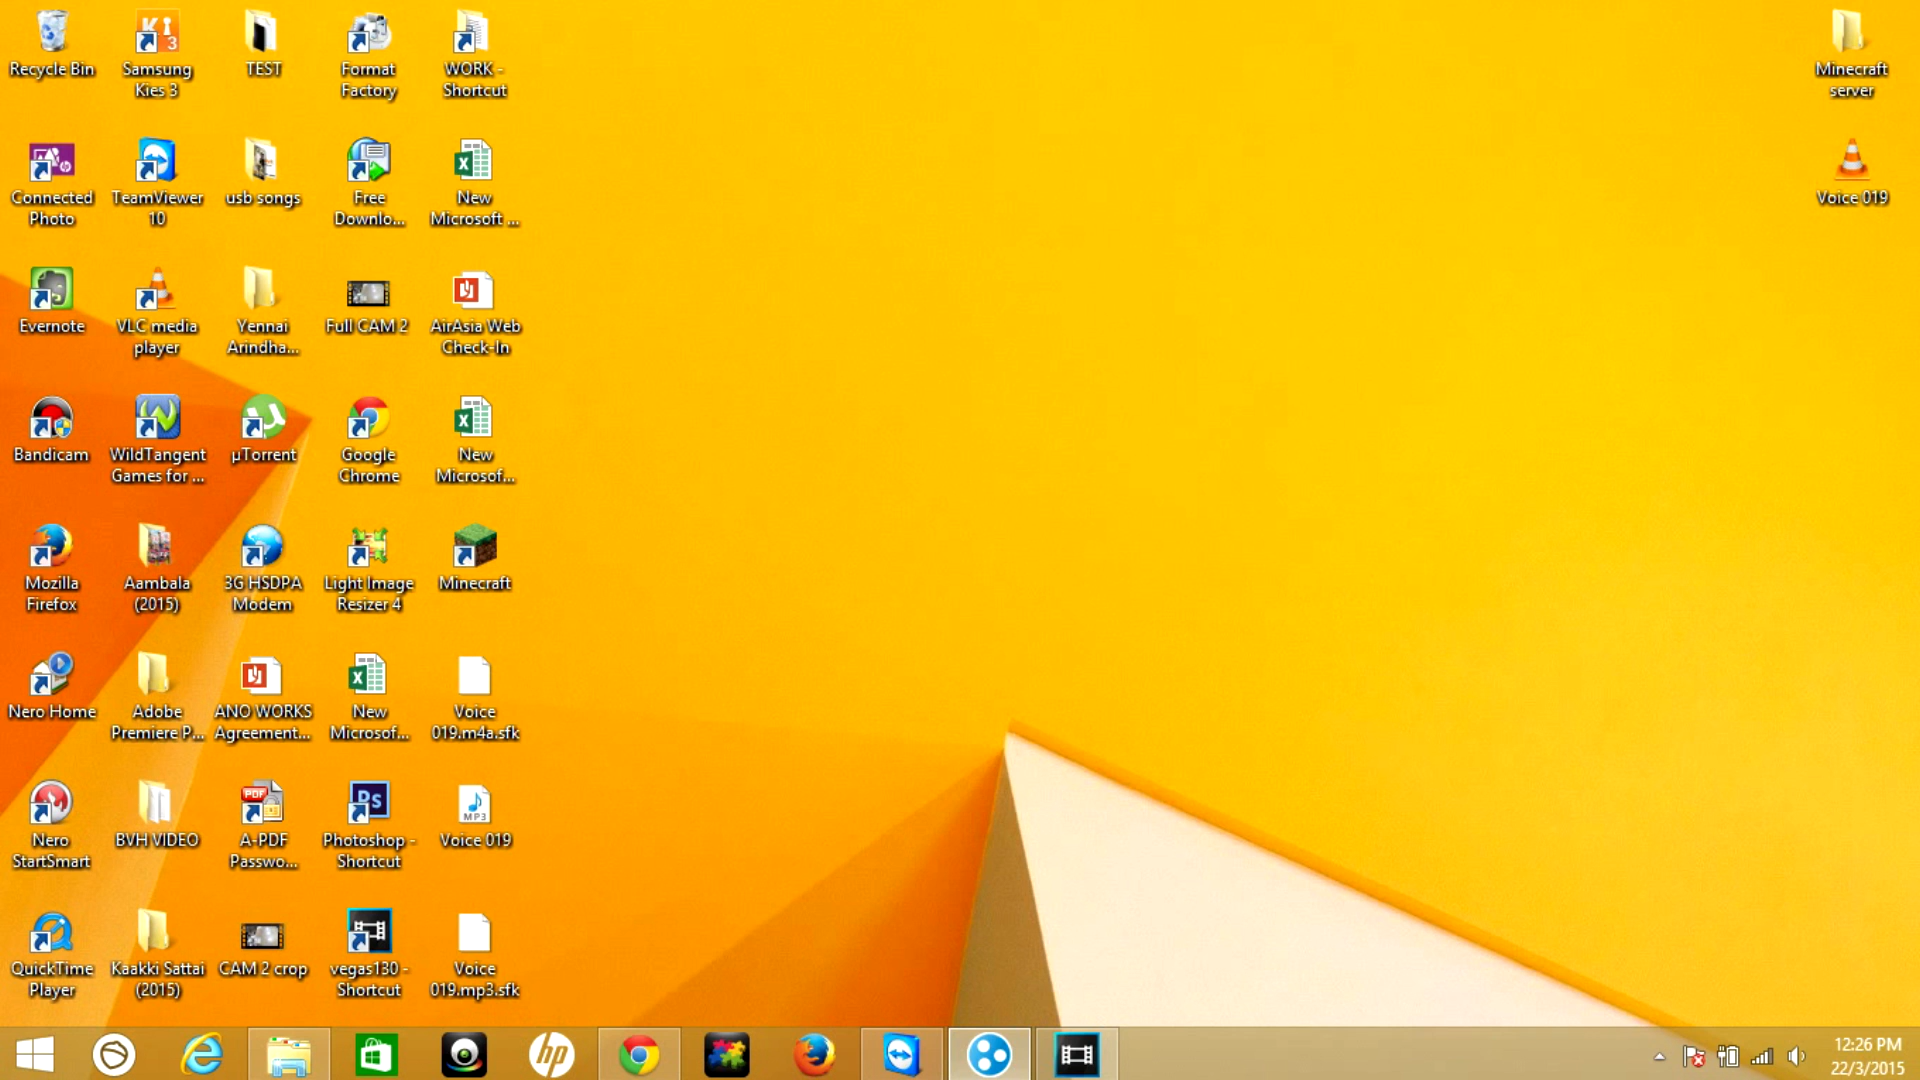 Recycle Bin
Samsung
Kies 3
TEST
Format
Factory
WORK -
Shortcut
Minecraft
server
Connected
Photo
TeamViewer
10
usb songs
Free
Downlo...
New
Microsoft ...
Voice 019
Evernote
VLC media
player
Yennai
Arindha...
Full CAM 2
AirAsia Web
Check-In
Bandicam
WildTangent
Games for ...
µTorrent
Google
Chrome
New
Microsof...
Mozilla
Firefox
Aambala
(2015)
3G HSDPA
Modem
Light Image
Resizer 4
Minecraft
Nero Home
Adobe
Premiere P...
ANO WORKS
Agreement...
New
Microsof...
Voice
019.m4a.sfk
Nero
StartSmart
BVH VIDEO
PDF
A-PDF
Passwo...
Ps
Photoshop -
Shortcut
MP3
Voice 019
QuickTime
Player
Kaakki Sattai
(2015)
CAM 2 crop
vegas130 -
Shortcut
Voice
019.mp3.sfk
hp
12:26 PM
22/3/2015